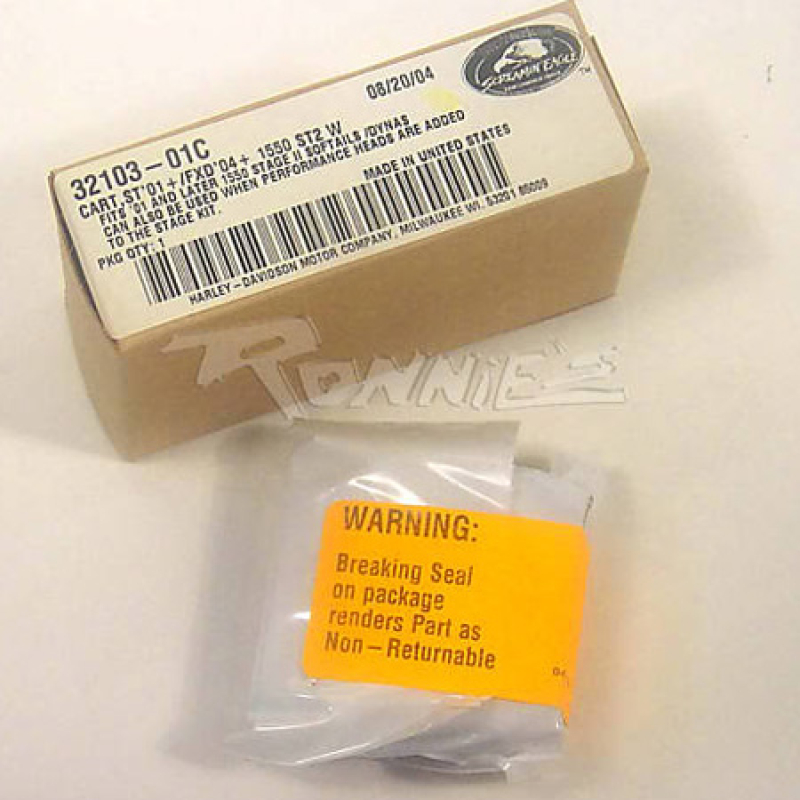 08/20/04
SCREAMIN' EAGLE
TM
32103-01C
CART,ST'01+/FXD'04+ 1550 ST2 W
FITS '01 AND LATER 1550 STAGE II SOFTAILS/DYNAS
CAN ALSO BE USED WHEN PERFORMANCE HEADS ARE ADDED
TO THE STAGE KIT.
MADE IN UNITED STATES
PKG QTY: 1
HARLEY-DAVIDSON MOTOR COMPANY, MILWAUKEE WI. 53201
RONNIE'S
WARNING:
Breaking Seal
on package
renders Part as
Non-Returnable